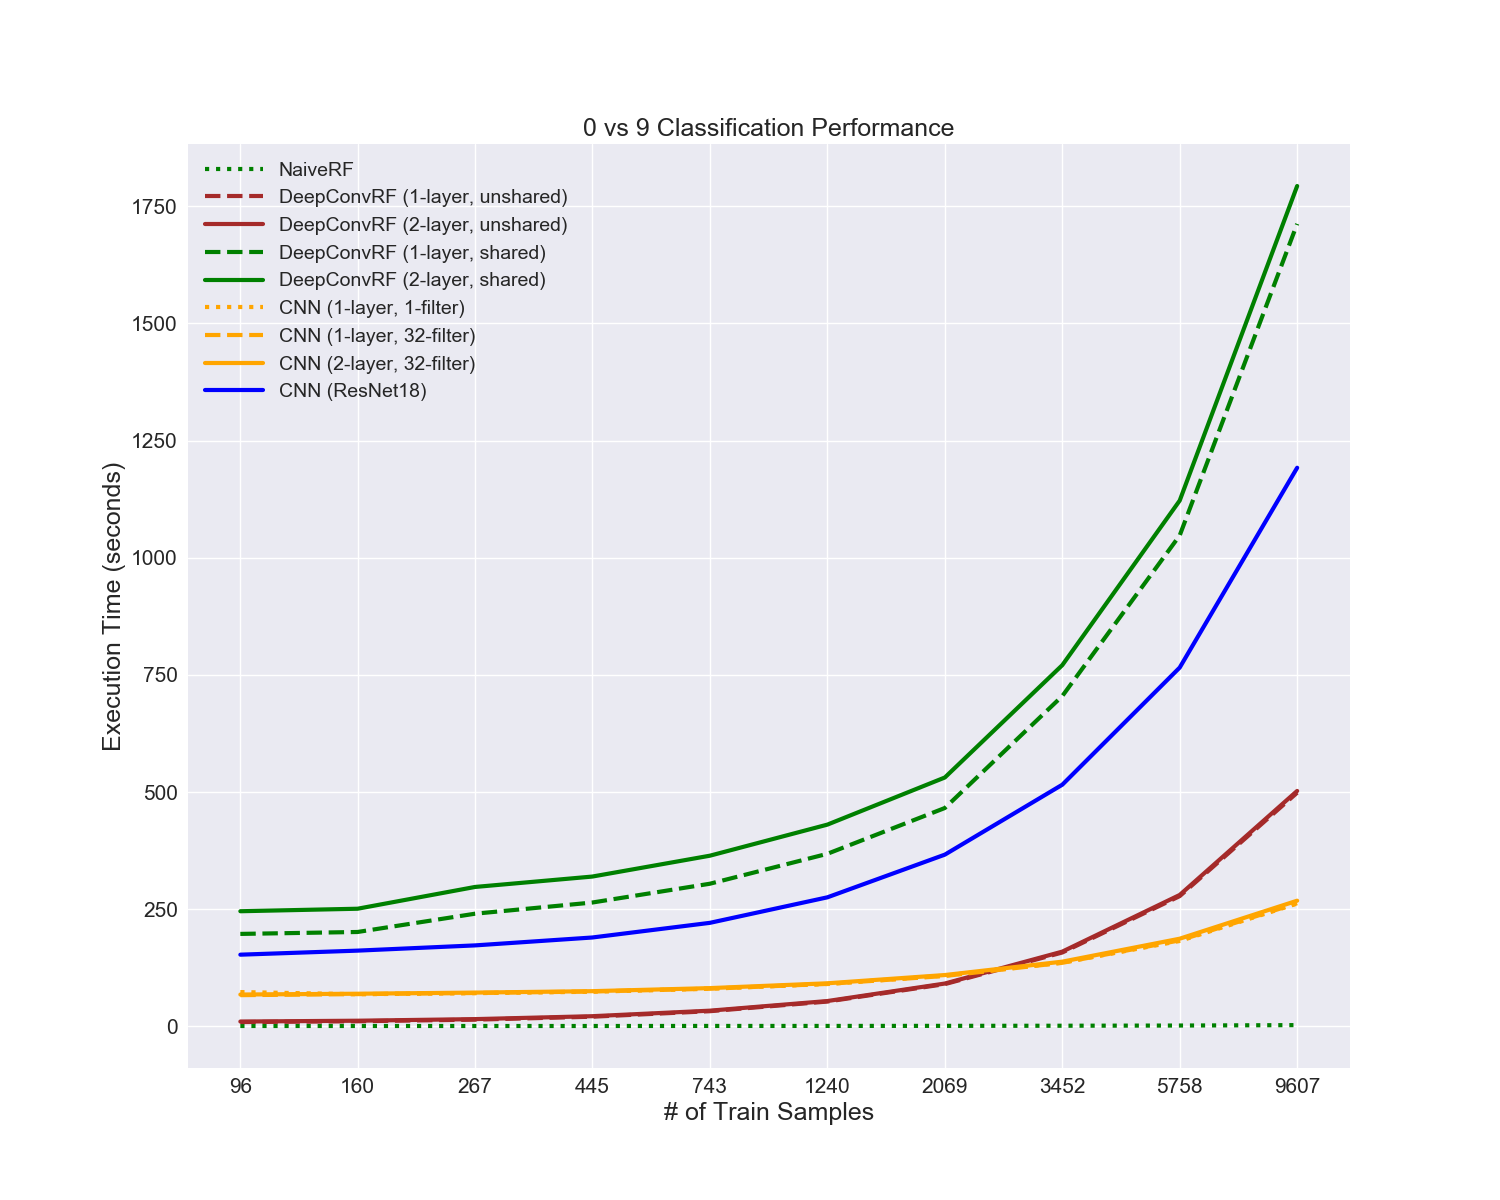 0 vs 9 Classification Performance
NaiveRF
DeepConvRF (1-layer, unshared)
DeepConvRF (2-layer, unshared)
DeepConvRF (1-layer, shared)
DeepConvRF (2-layer, shared)
CNN (1-layer, 1-filter)
CNN (1-layer, 32-filter)
CNN (2-layer, 32-filter)
CNN (ResNet18)
Execution Time (seconds)
1750
1500
1250
1000
750
500
250
0
96 160 267 445 743 1240 2069 3452 5758 9607
# of Train Samples